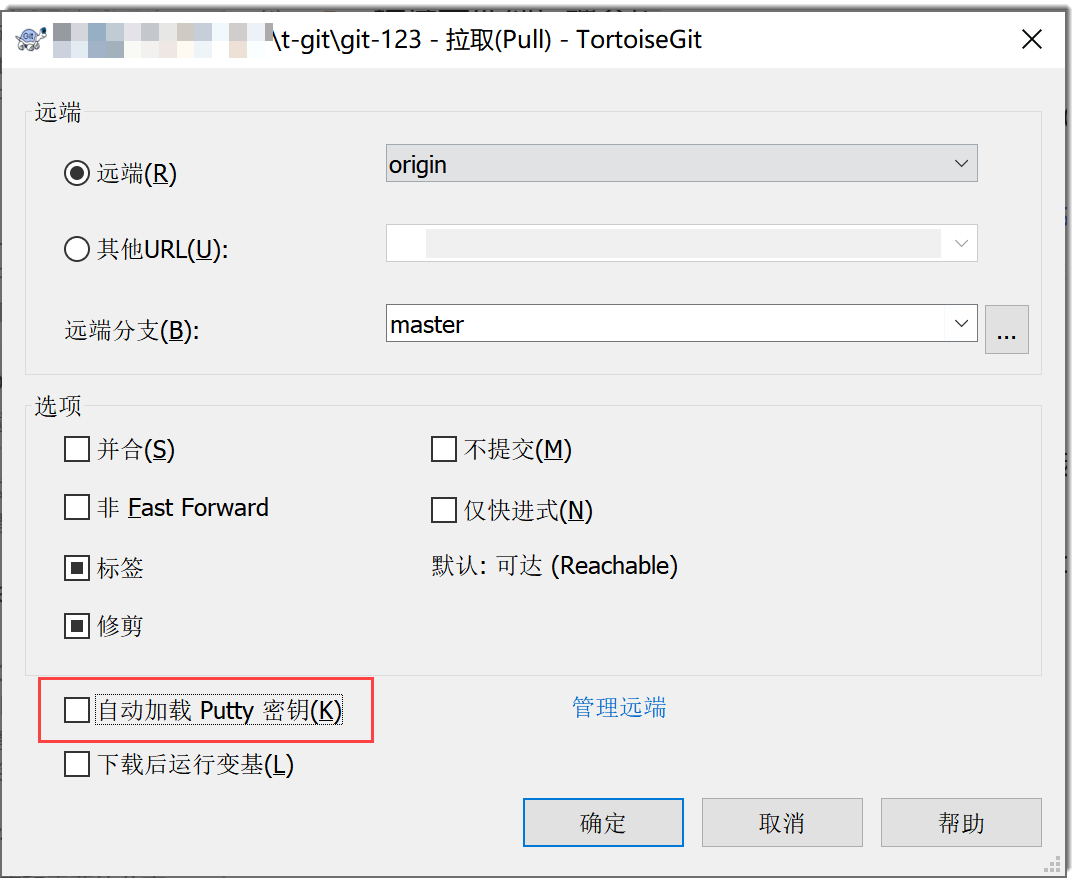 \t-git\git-123 - 拉取(Pull) - TortoiseGit
远端
远端(R)
origin
其他URL(U):
远端分支(B):
master
...
选项
并合(S)
不提交(M)
非 Fast Forward
仅快进式(N)
标签
默认: 可达 (Reachable)
修剪
自动加载 Putty 密钥(K)
管理远端
下载后运行变基(L)
确定
取消
帮助